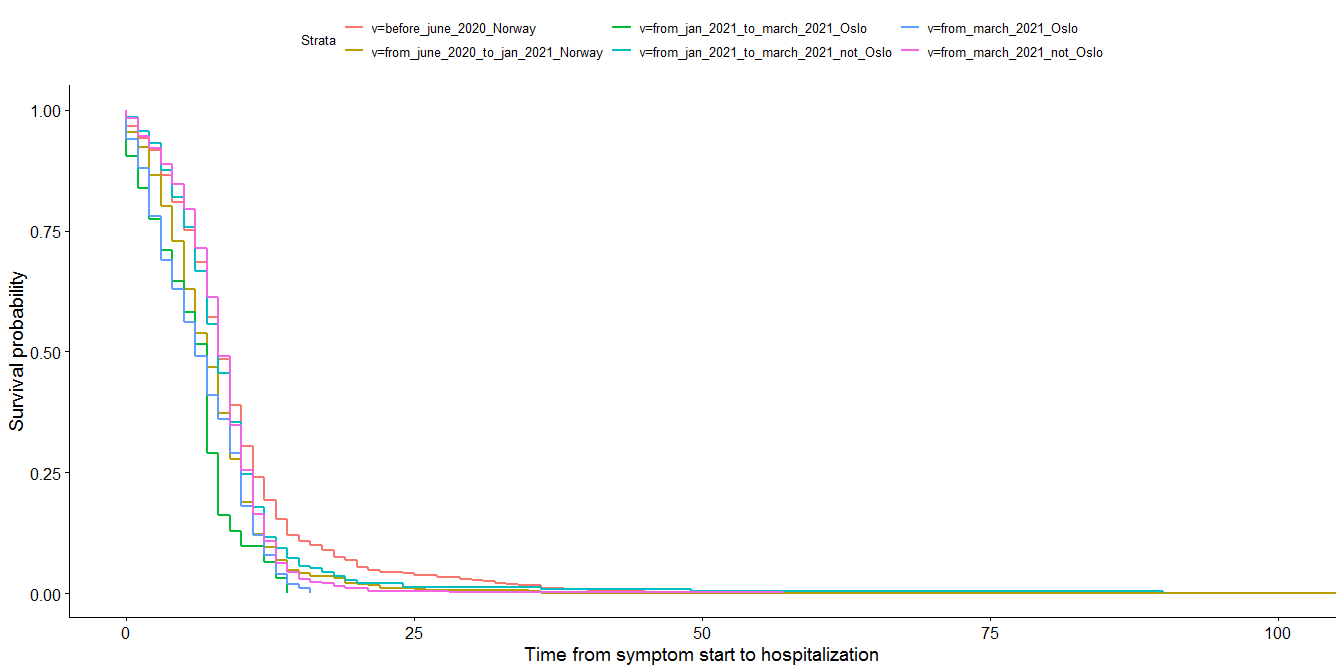 Strata
v=before_june_2020_Norway
v=from_jan_2021_to_march_2021_Oslo
v=from_march_2021_Oslo
v=from_june_2020_to_jan_2021_Norway
v=from_jan_2021_to_march_2021_not_Oslo
v=from_march_2021_not_Oslo
1.00
0.75
0.50
0.25
0.00
Survival probability
0
25
50
75
100
Time from symptom start to hospitalization